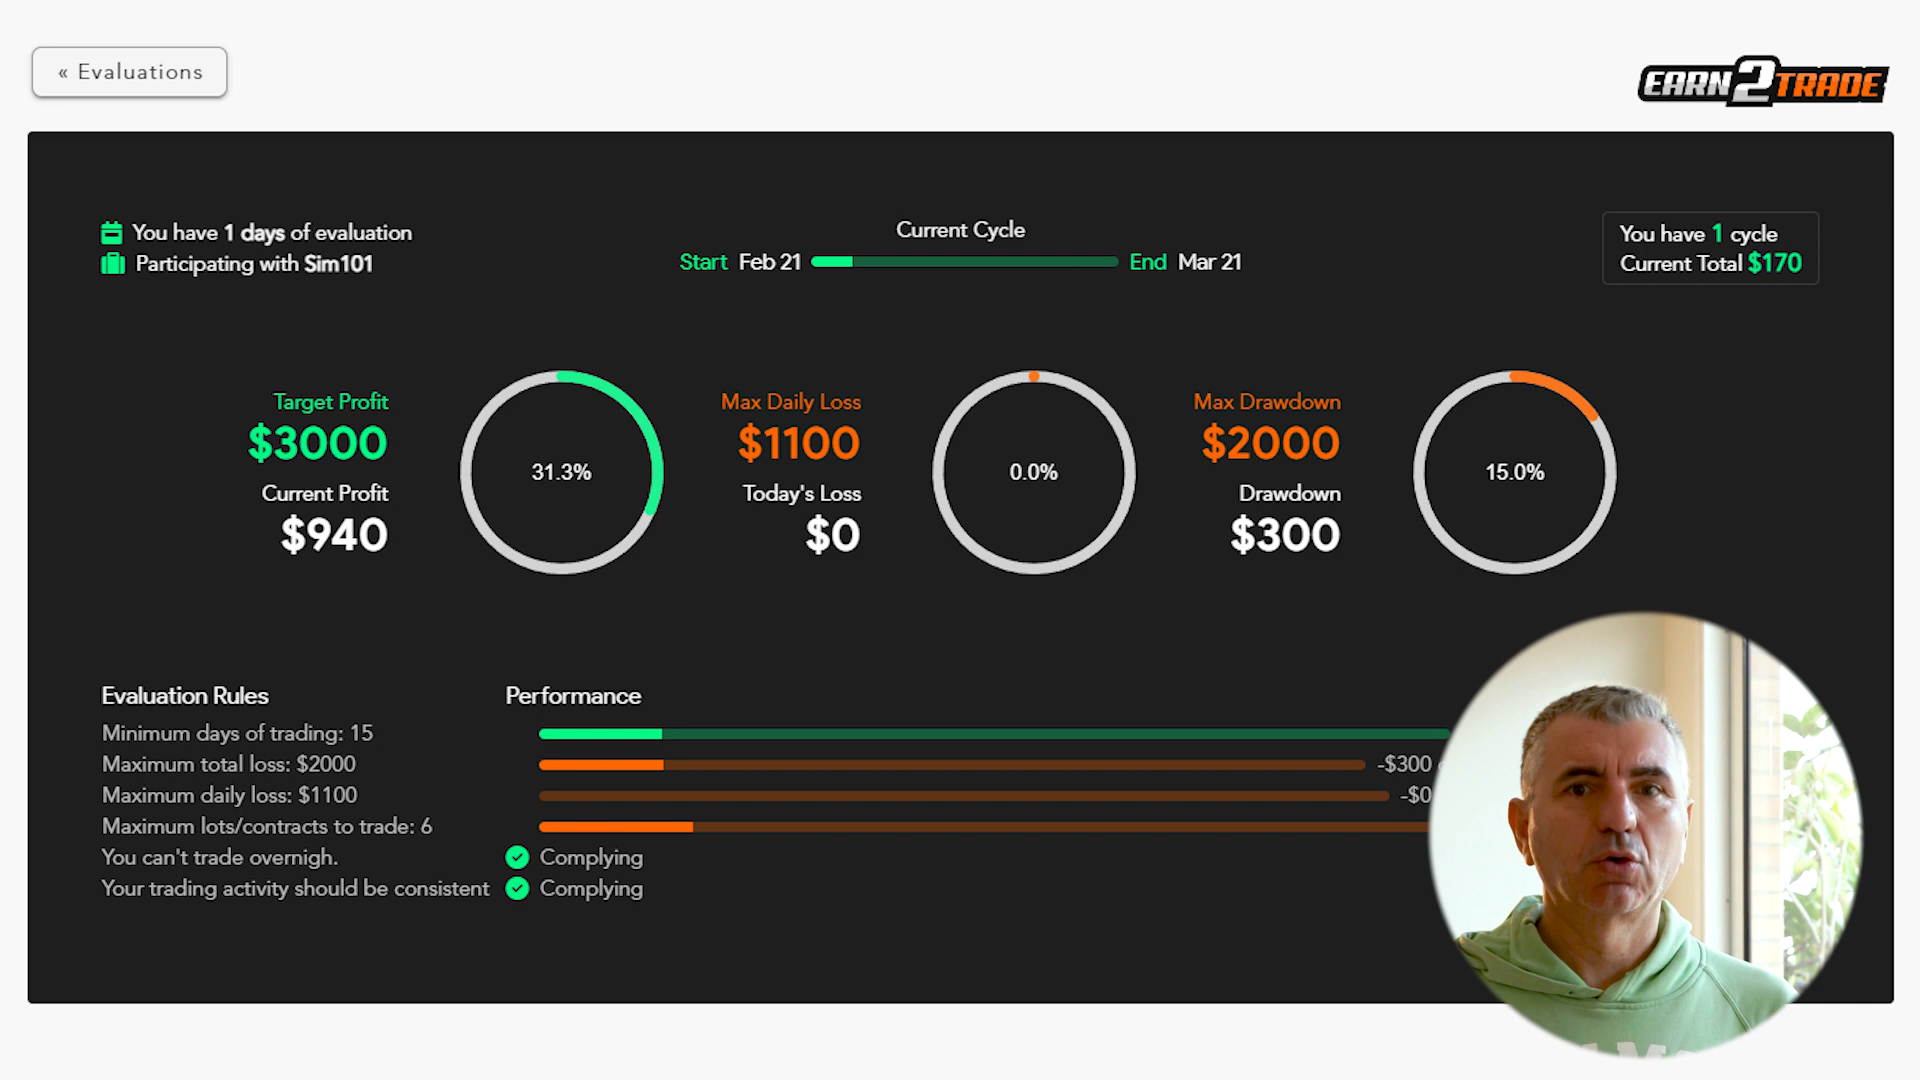 « Evaluations
EARN2TRADE
You have 1 days of evaluation
Participating with Sim101
Current Cycle
Start Feb 21
End Mar 21
You have 1 cycle
Current Total $170
Target Profit
$3000
Current Profit
$940
31.3%
Max Daily Loss
$1100
Today's Loss
$0
0.0%
Max Drawdown
$2000
Drawdown
$300
15.0%
Evaluation Rules
Performance
Minimum days of trading: 15
Maximum total loss: $2000
-$300
Maximum daily loss: $1100
-$0
Maximum lots/contracts to trade: 6
You can't trade overnigh.
Complying
Your trading activity should be consistent
Complying